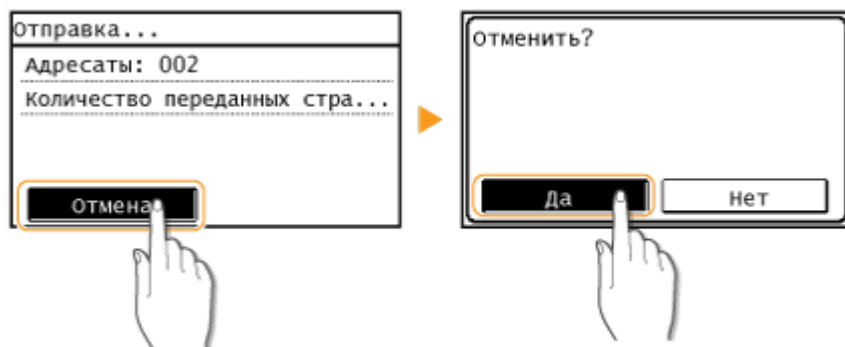 Отправка...
Адресаты: 002
Количество переданных стра...
Отмена
Отменить?
Да
Нет